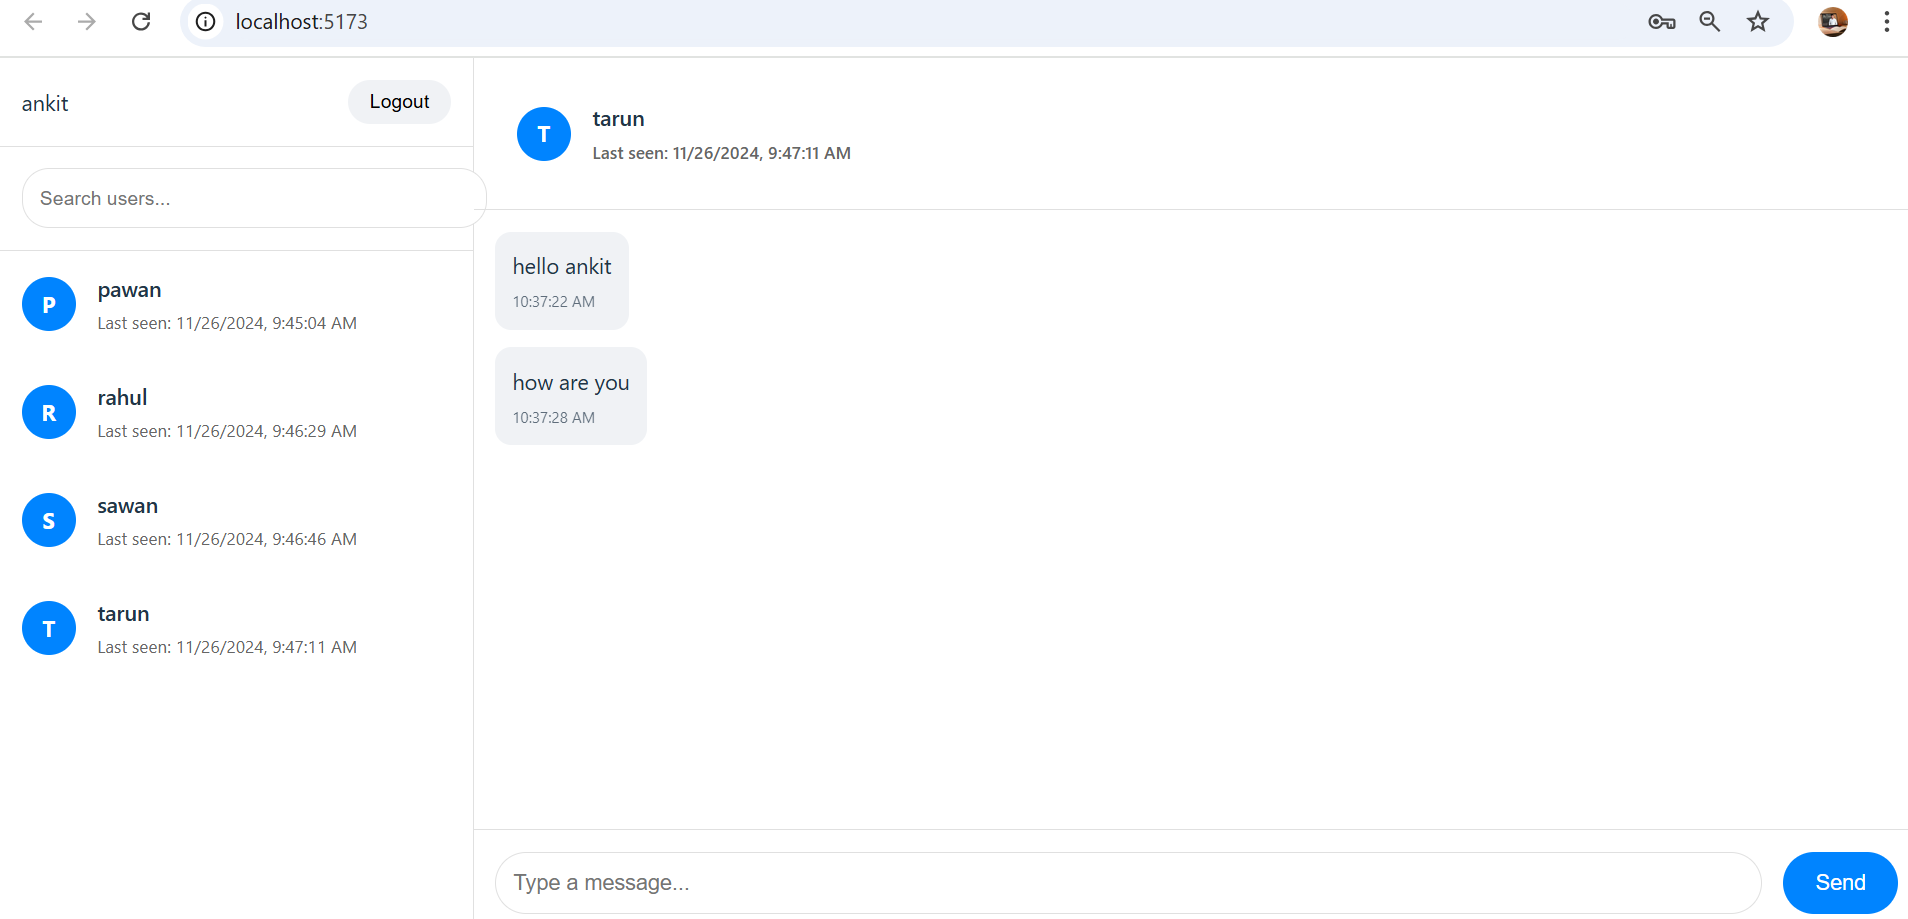 localhost:5173
ankit
Logout
Search users...
P
pawan
Last seen: 11/26/2024, 9:45:04 AM
R
rahul
Last seen: 11/26/2024, 9:46:29 AM
S
sawan
Last seen: 11/26/2024, 9:46:46 AM
T
tarun
Last seen: 11/26/2024, 9:47:11 AM
T
tarun
Last seen: 11/26/2024, 9:47:11 AM
hello ankit
10:37:22 AM
how are you
10:37:28 AM
Type a message...
Send